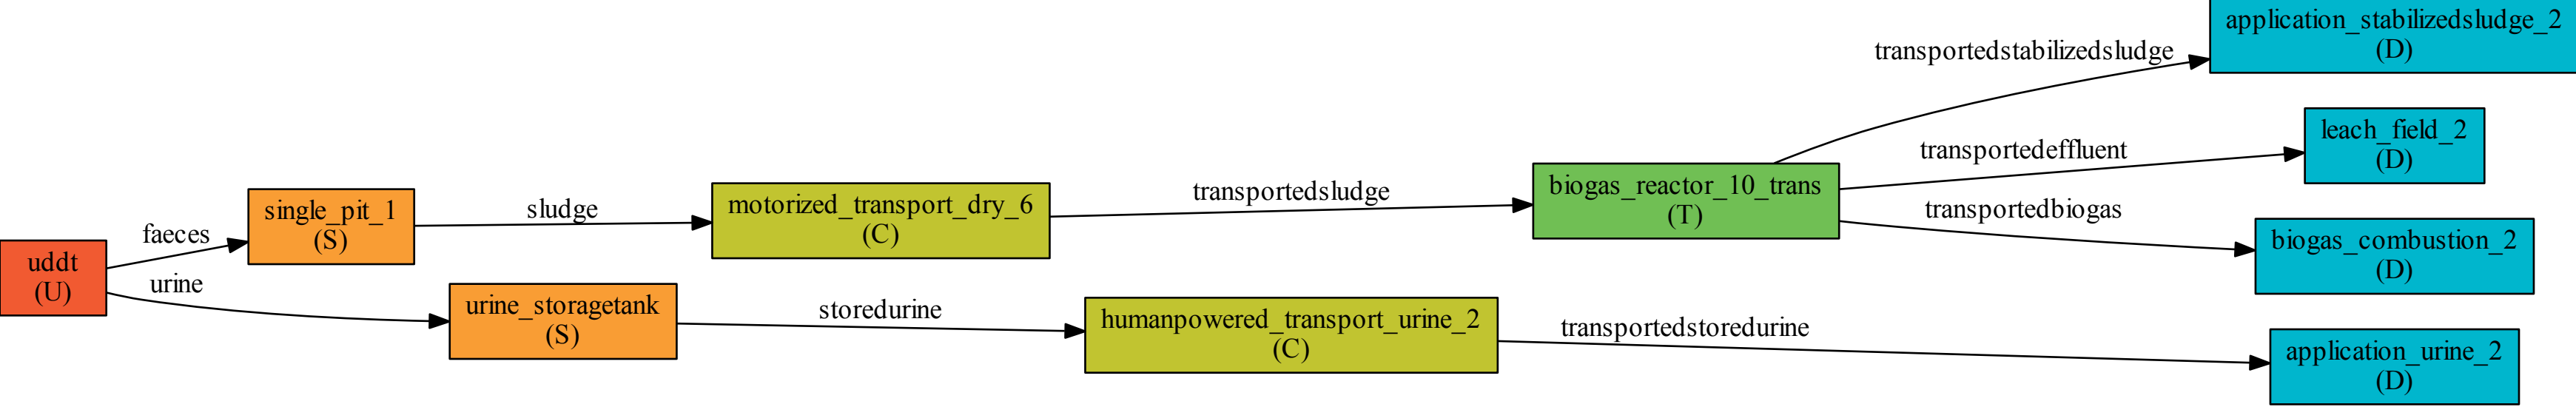 application_stabilizedsludge_2
(D)
transportedstabilizedsludge
leach_field_2
(D)
transportedeffluent
biogas_reactor_10_trans
(T)
motorized_transport_dry_6
(C)
transportedsludge
single_pit_1
(S)
sludge
faeces
transportedbiogas
biogas_combustion_2
(D)
uddt
(U)
urine
urine_storagetank
(S)
storedurine
humanpowered_transport_urine_2
(C)
transportedstoredurine
application_urine_2
(D)